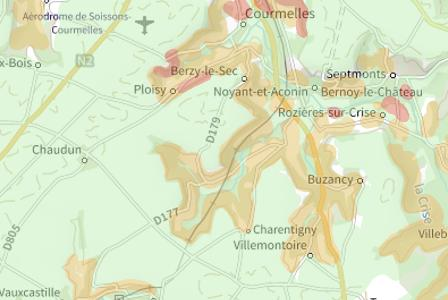 Aérodrome de Soissons-
Courmelles
Courmelles
N2
x-Bois
Berzy-le-Sec
Septmonts
Ploisy
Noyant-et-Aconin
Bernoy-le-Château
Rozières-sur-Crise
D179
Chaudun
Buzancy
la Crise
D177
D805
Charentigny
Villemontoire
Villeb
Vauxcastille